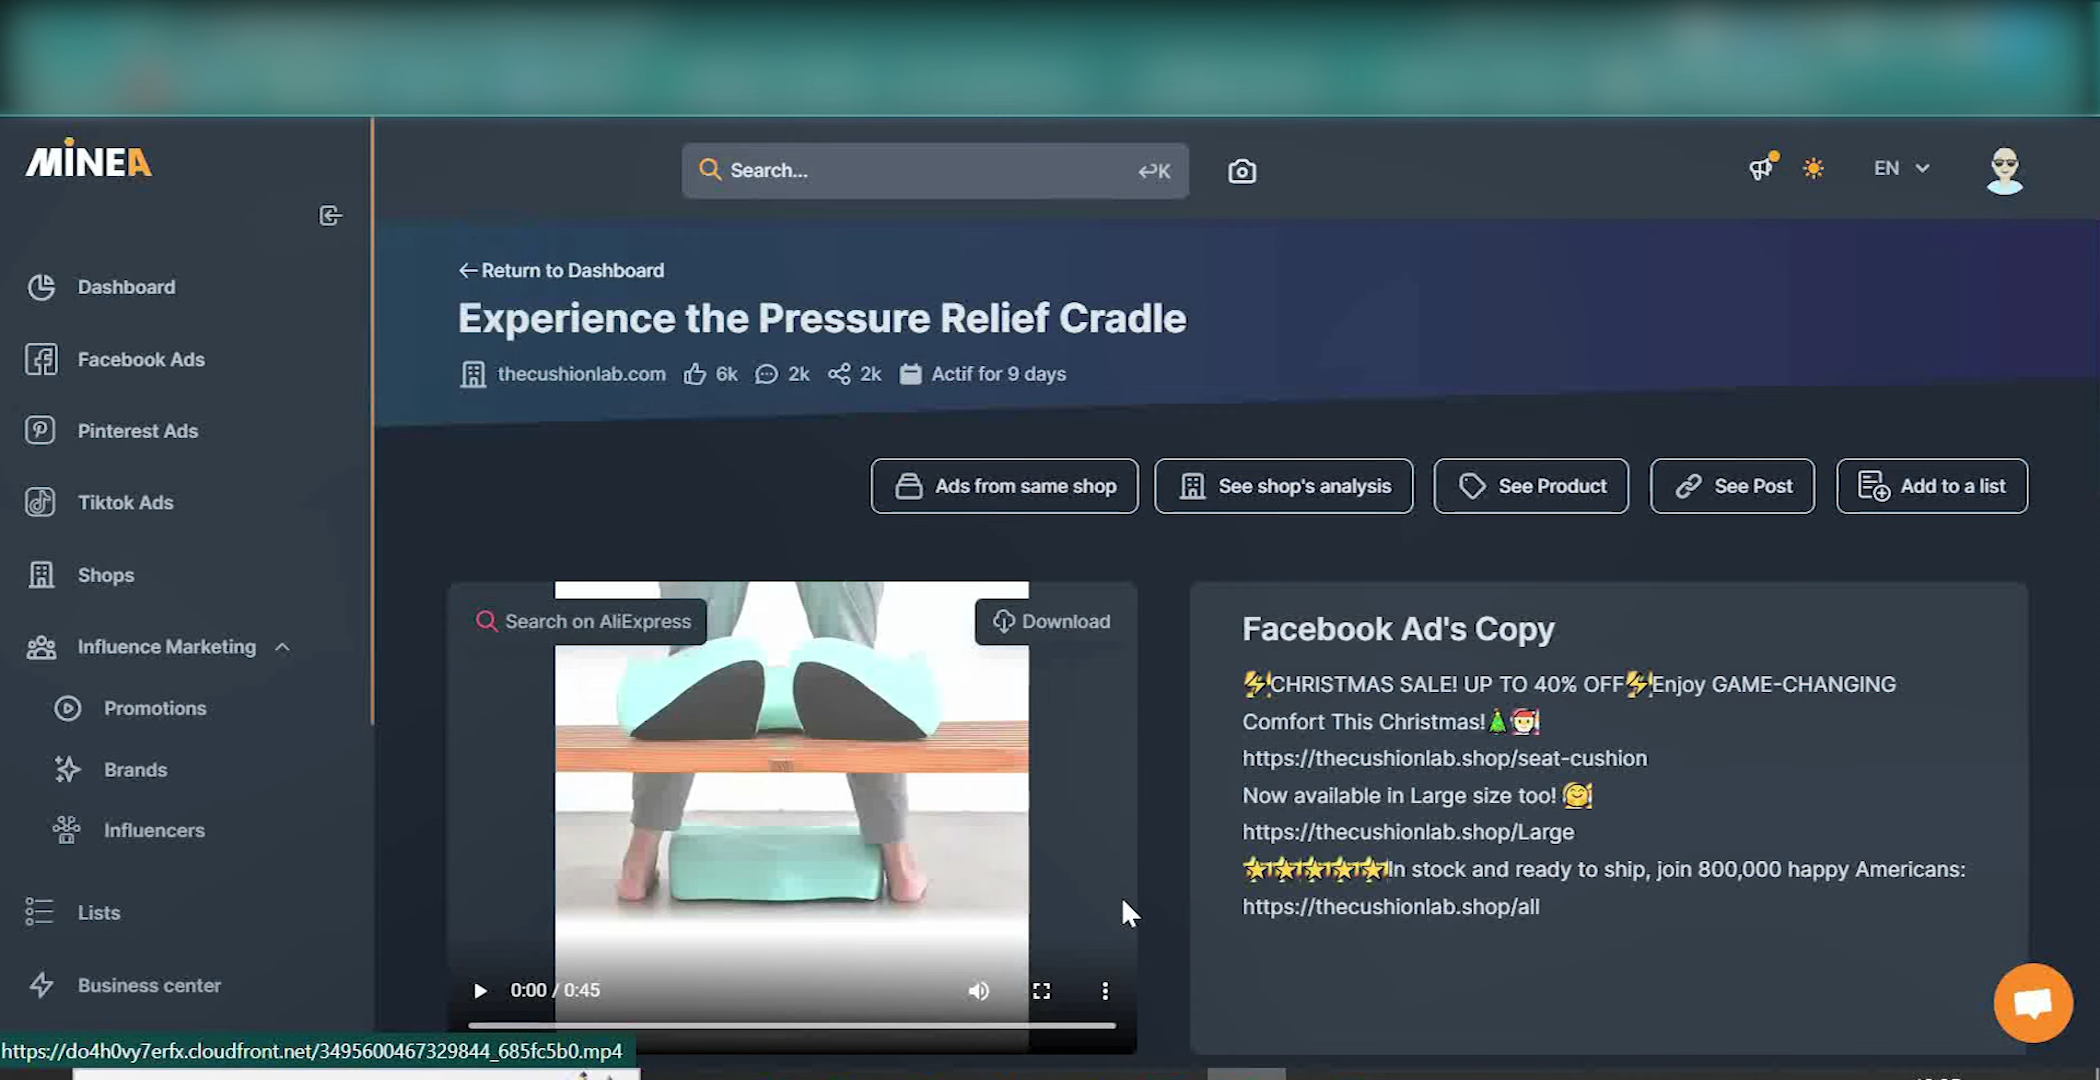 MINEA
Search...
K
EN
Dashboard
Facebook Ads
Pinterest Ads
Tiktok Ads
Shops
Influence Marketing
Promotions
Brands
Influencers
Lists
Business center
←Return to Dashboard
Experience the Pressure Relief Cradle
thecushionlab.com 6k 2k 2k Actif for 9 days
Ads from same shop
See shop's analysis
See Product
See Post
Add to a list
Search on AliExpress
Download
0:00 / 0:45
Facebook Ad's Copy
⚡CHRISTMAS SALE! UP TO 40% OFF⚡Enjoy GAME-CHANGING
Comfort This Christmas!🎄🎅
https://thecushionlab.shop/seat-cushion
Now available in Large size too! 🤗
https://thecushionlab.shop/Large
⭐⭐⭐⭐⭐In stock and ready to ship, join 800,000 happy Americans:
https://thecushionlab.shop/all
https://do4h0vy7erfx.cloudfront.net/3495600467329844_685fc5b0.mp4